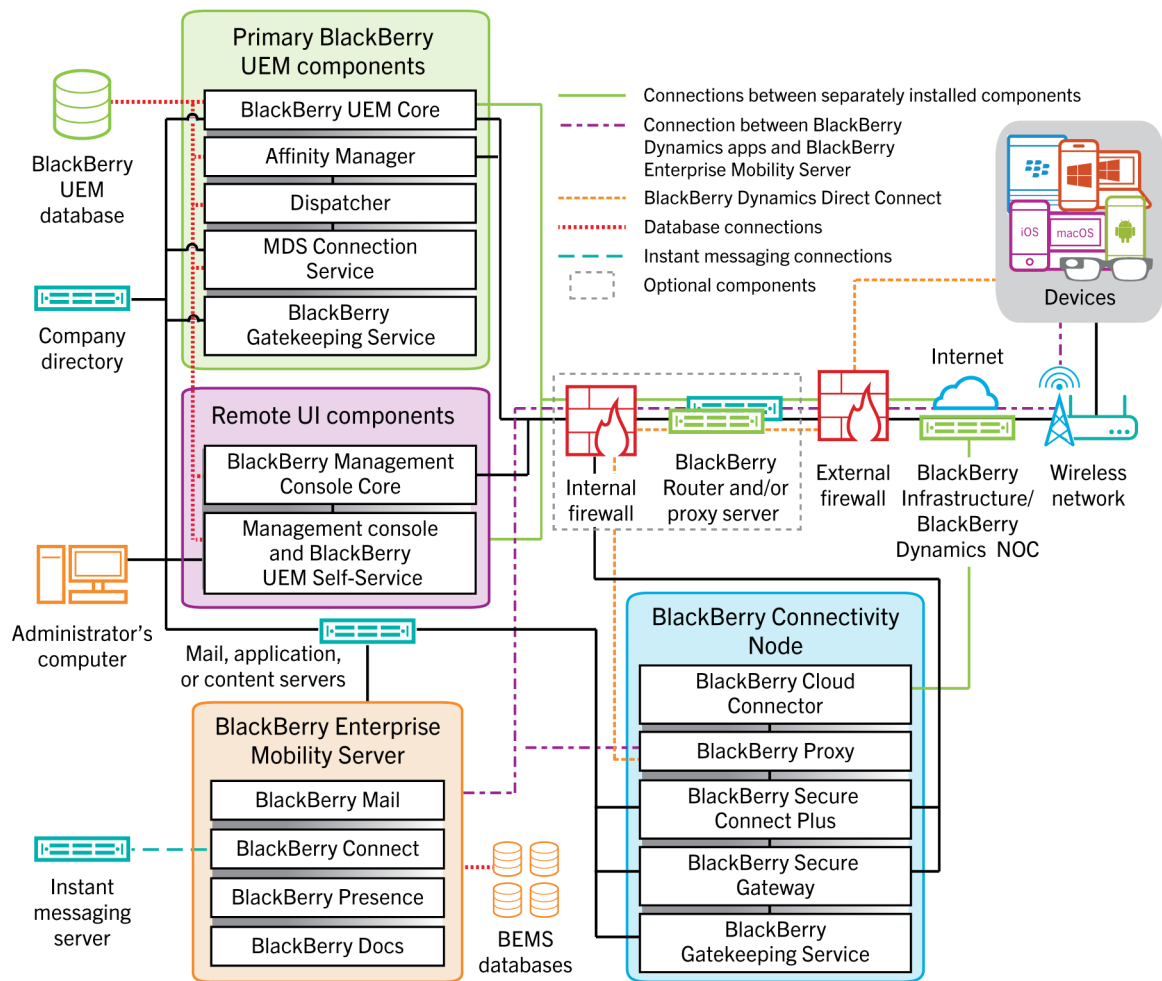 Primary BlackBerry
UEM components
BlackBerry UEM Core
Affinity Manager
Dispatcher
MDS Connection
Service
BlackBerry
Gatekeeping Service
BlackBerry
UEM
database
Company
directory
Connections between separately installed components
Connection between BlackBerry
Dynamics apps and BlackBerry
Enterprise Mobility Server
BlackBerry Dynamics Direct Connect
Database connections
Instant messaging connections
Optional components
iOS
macOS
Devices
Remote UI components
BlackBerry Management
Console Core
Management console
and BlackBerry
UEM Self-Service
Administrator's
computer
Internal
firewall
BlackBerry
Router and/or
proxy server
External
firewall
Internet
BlackBerry
Infrastructure/
BlackBerry
Dynamics NOC
Wireless
network
Mail, application,
or content servers
BlackBerry Enterprise
Mobility Server
BlackBerry Mail
BlackBerry Connect
BlackBerry Presence
BlackBerry Docs
Instant
messaging
server
BEMS
databases
BlackBerry Connectivity
Node
BlackBerry Cloud
Connector
BlackBerry Proxy
BlackBerry Secure
Connect Plus
BlackBerry Secure
Gateway
BlackBerry
Gatekeeping Service